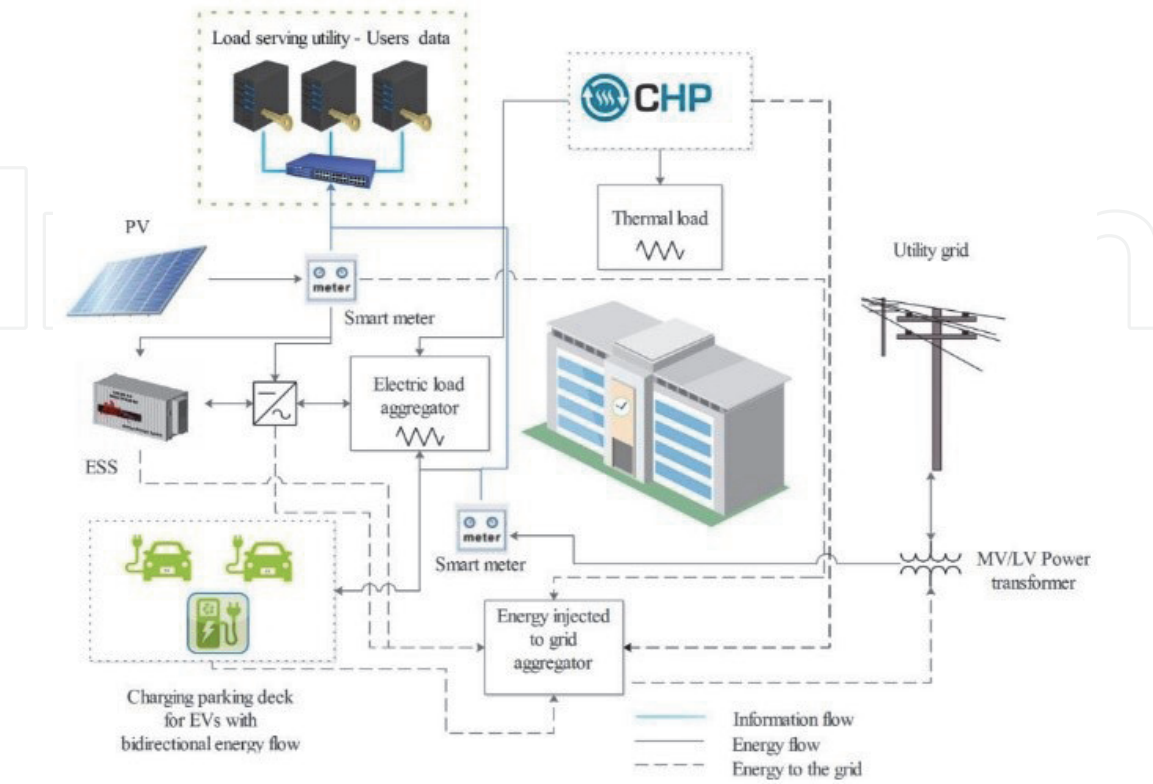 Load serving utility - Users data
CHP
Thermal load
PV
Utility grid
meter
Smart meter
Electric load
aggregator
ESS
meter
Smart meter
MV/LV Power
transformer
Energy injected
to grid
aggregator
Charging parking deck
for EVs with
bidirectional energy flow
Information flow
Energy flow
Energy to the grid